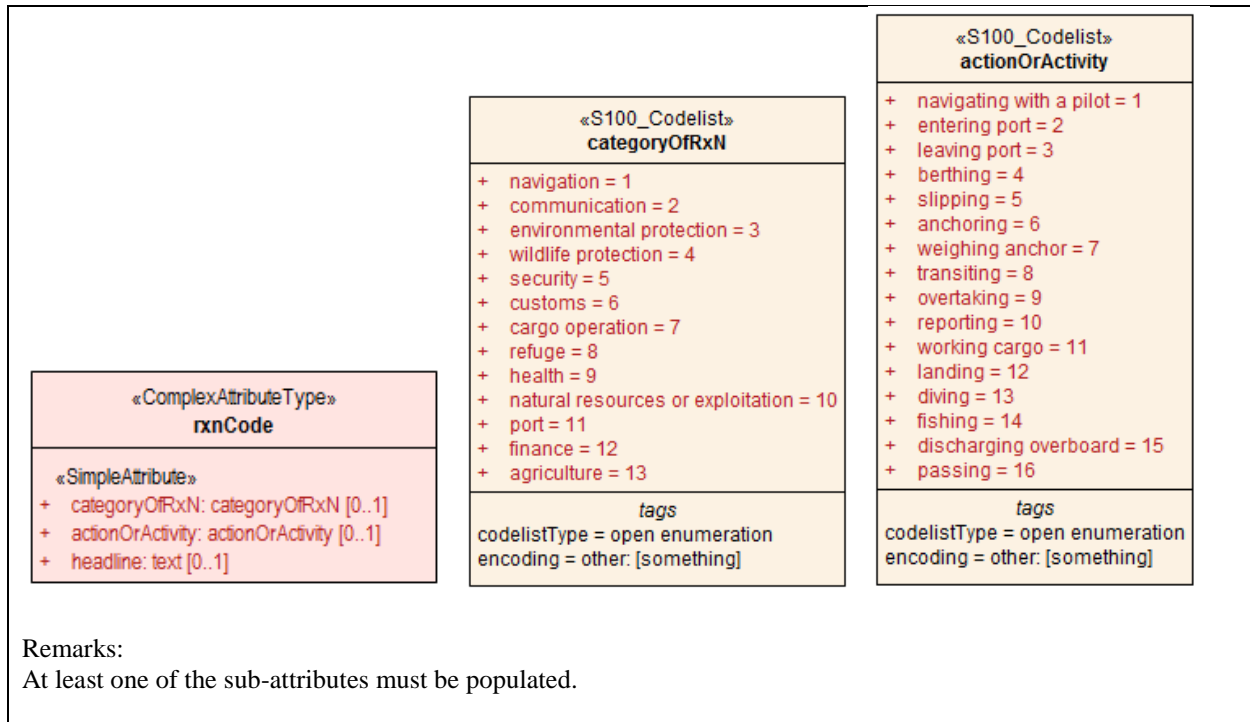 «ComplexAttributeType»
rxnCode
«SimpleAttribute»
+ categoryOfRxN: categoryOfRxN [0..1]
+ actionOrActivity: actionOrActivity [0..1]
+ headline: text [0..1]
«S100_Codelist»
categoryOfRxN
+ navigation = 1
+ communication = 2
+ environmental protection = 3
+ wildlife protection = 4
+ security = 5
+ customs = 6
+ cargo operation = 7
+ refuge = 8
+ health = 9
+ natural resources or exploitation = 10
+ port = 11
+ finance = 12
+ agriculture = 13
tags
codelistType = open enumeration
encoding = other: [something]
«S100_Codelist»
actionOrActivity
+ navigating with a pilot = 1
+ entering port = 2
+ leaving port = 3
+ berthing = 4
+ slipping = 5
+ anchoring = 6
+ weighing anchor = 7
+ transiting = 8
+ overtaking = 9
+ reporting = 10
+ working cargo = 11
+ landing = 12
+ diving = 13
+ fishing = 14
+ discharging overboard = 15
+ passing = 16
tags
codelistType = open enumeration
encoding = other: [something]
Remarks:
At least one of the sub-attributes must be populated.